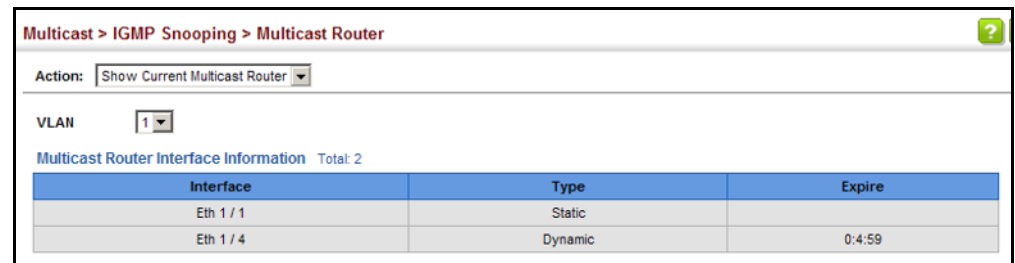 Multicast > IGMP Snooping > Multicast Router ?
Action: Show Current Multicast Router
VLAN 1
Multicast Router Interface Information Total: 2
Interface Type Expire
Eth 1 / 1 Static
Eth 1 / 4 Dynamic 0:4:59